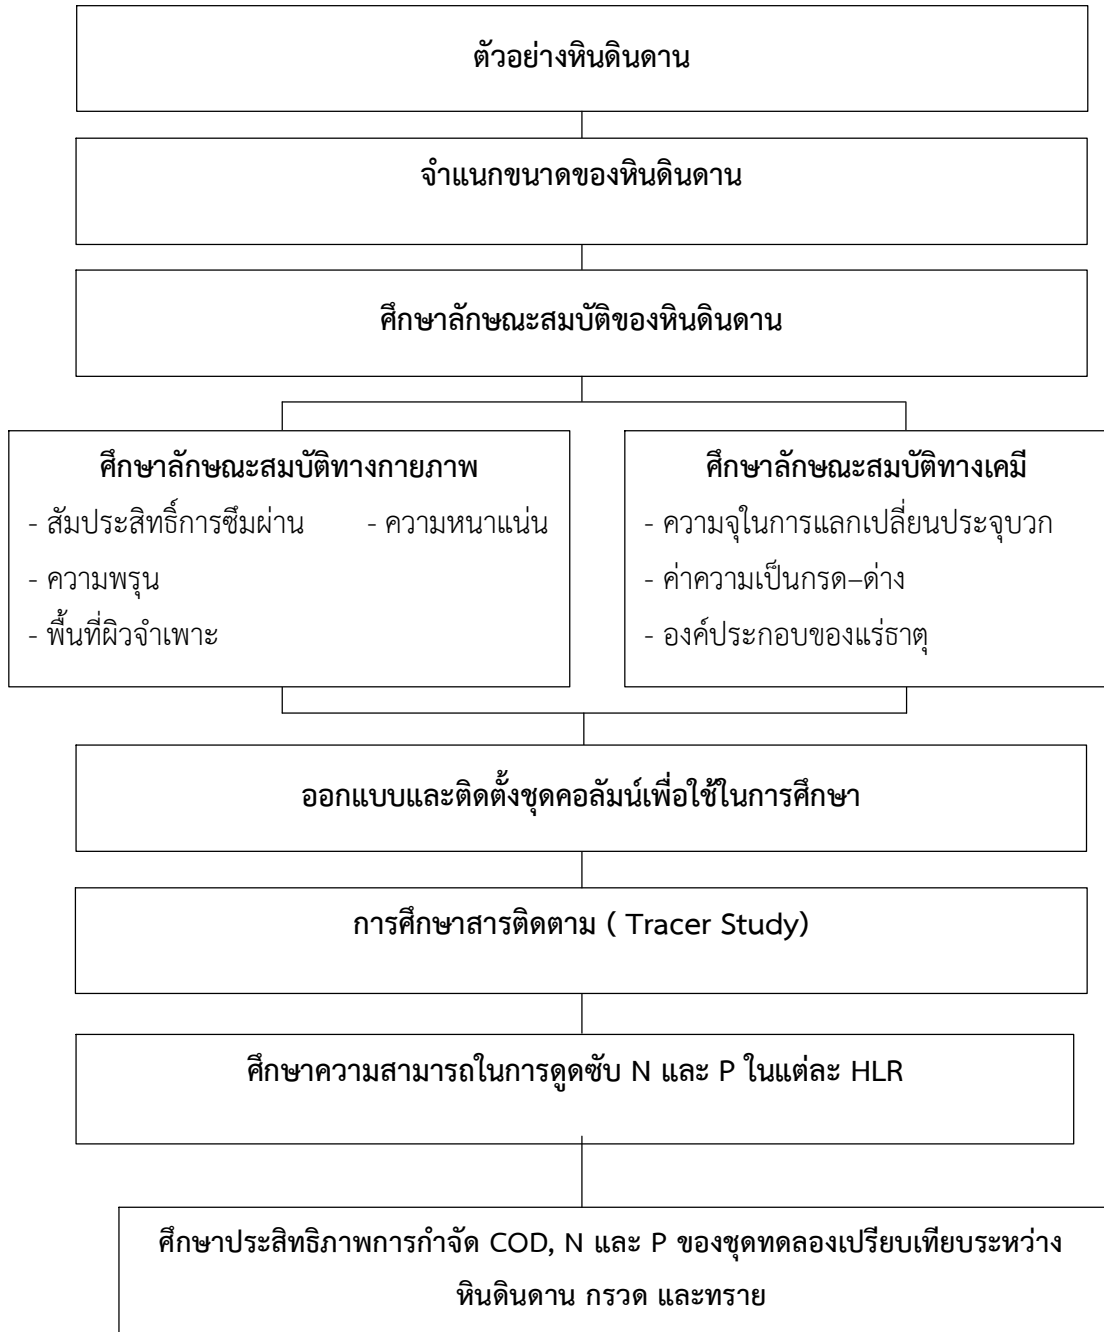 ตัวอย่างหินดินดาน
จำแนกขนาดของหินดินดาน
ศึกษาลักษณะสมบัติของหินดินดาน
ศึกษาลักษณะสมบัติทางกายภาพ
- สัมประสิทธิ์การซึมผ่าน - ความหนาแน่น
- ความพรุน
- พื้นที่ผิวจำเพาะ
ศึกษาลักษณะสมบัติทางเคมี
- ความจุในการแลกเปลี่ยนประจุบวก
- ค่าความเป็นกรด–ด่าง
- องค์ประกอบของแร่ธาตุ
ออกแบบและติดตั้งชุดคอลัมน์เพื่อใช้ในการศึกษา
การศึกษาสารติดตาม ( Tracer Study)
ศึกษาความสามารถในการดูดซับ N และ P ในแต่ละ HLR
ศึกษาประสิทธิภาพการกำจัด COD, N และ P ของชุดทดลองเปรียบเทียบระหว่าง
หินดินดาน กรวด และทราย